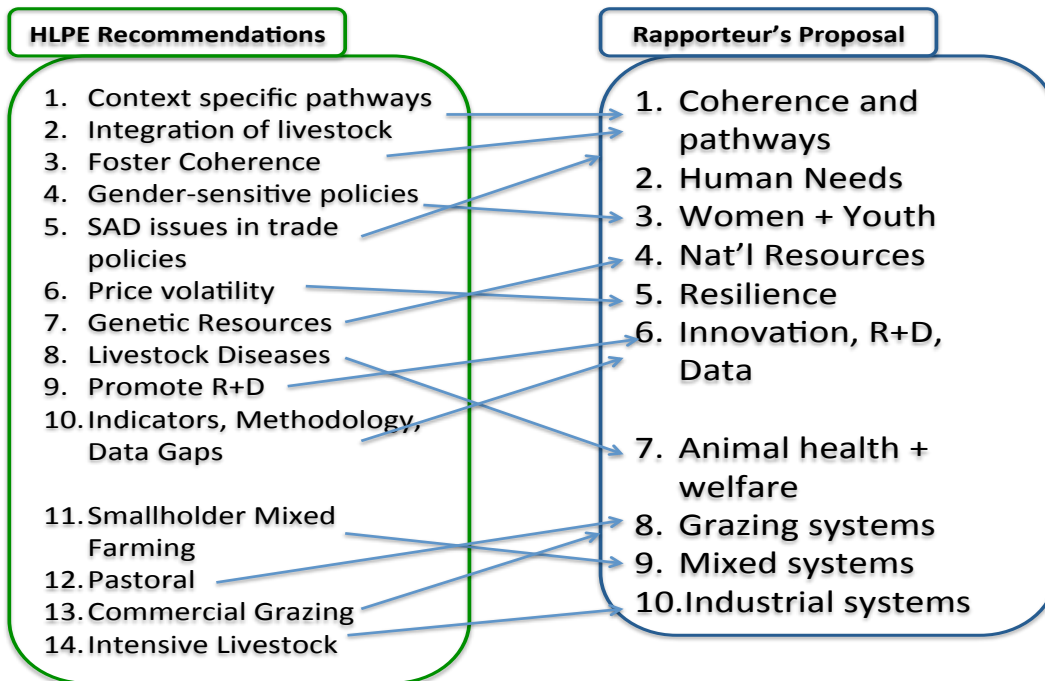 HLPE Recommendations
1. Context specific pathways
2. Integration of livestock
3. Foster Coherence
4. Gender-sensitive policies
5. SAD issues in trade
policies
6. Price volatility
7. Genetic Resources
8. Livestock Diseases
9. Promote R+D
10. Indicators, Methodology,
Data Gaps
11. Smallholder Mixed
Farming
12. Pastoral
13. Commercial Grazing
14. Intensive Livestock
Rapporteur's Proposal
1. Coherence and
pathways
2. Human Needs
3. Women + Youth
4. Nat'l Resources
5. Resilience
6. Innovation, R+D,
Data
7. Animal health +
welfare
8. Grazing systems
9. Mixed systems
10. Industrial systems